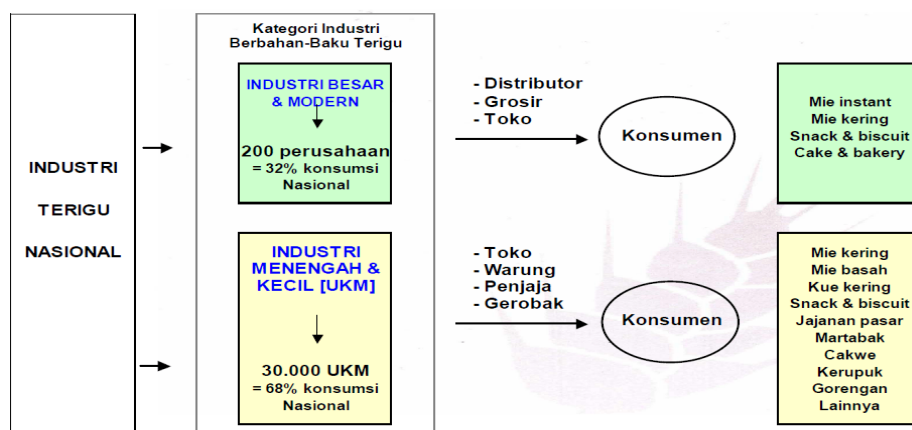 INDUSTRI
TERIGU
NASIONAL
Kategori Industri
Berbahan-Baku Terigu
INDUSTRI BESAR
& MODERN
200 perusahaan
= 32% konsumsi
Nasional
- Distributor
- Grosir
- Toko
Konsumen
Mie instant
Mie kering
Snack & biscuit
Cake & bakery
INDUSTRI
MENENGAH &
KECIL [UKM]
30.000 UKM
= 68% konsumsi
Nasional
- Toko
- Warung
- Penjaja
- Gerobak
Konsumen
Mie kering
Mie basah
Kue kering
Snack & biscuit
Jajanan pasar
Martabak
Cakwe
Kerupuk
Gorengan
Lainnya